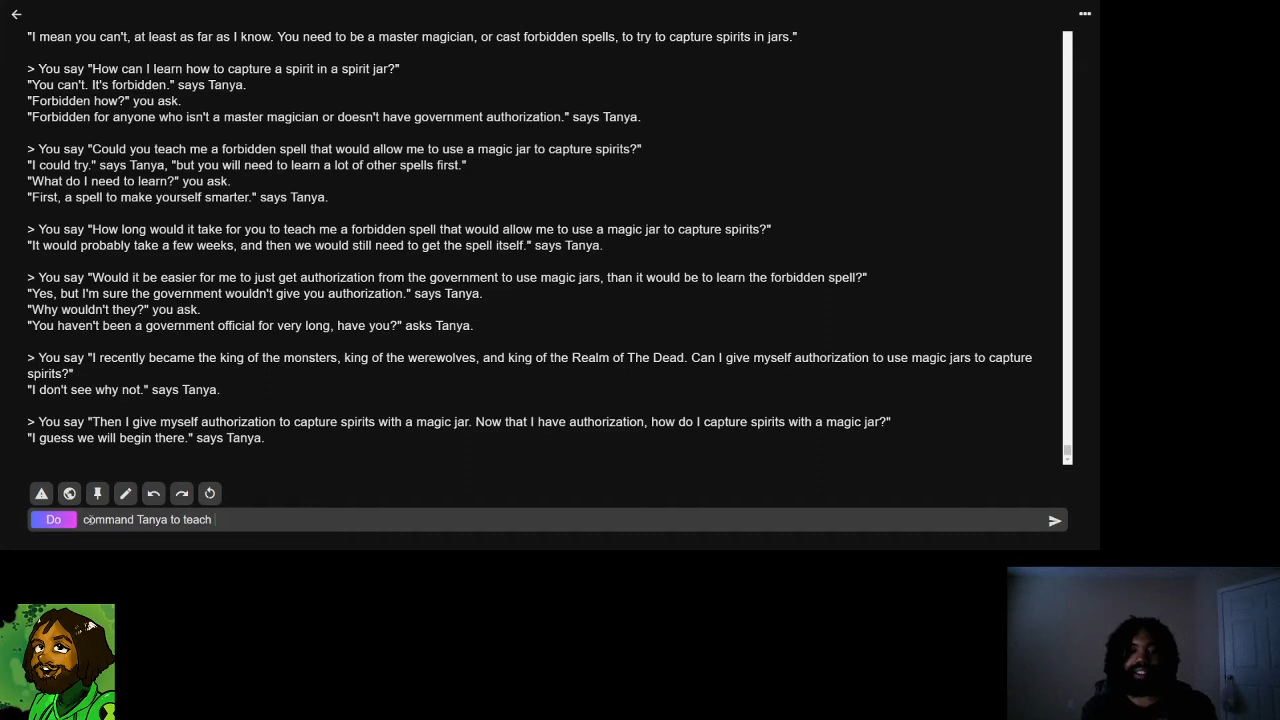 "I mean you can't, at least as far as I know. You need to be a master magician, or cast forbidden spells, to try to capture spirits in jars."
> You say "How can I learn how to capture a spirit in a spirit jar?"
"You can't. It's forbidden." says Tanya.
"Forbidden how?" you ask.
"Forbidden for anyone who isn't a master magician or doesn't have government authorization." says Tanya.
> You say "Could you teach me a forbidden spell that would allow me to use a magic jar to capture spirits?"
"I could try." says Tanya, "but you will need to learn a lot of other spells first."
"What do I need to learn?" you ask.
"First, a spell to make yourself smarter." says Tanya.
> You say "How long would it take for you to teach me a forbidden spell that would allow me to use a magic jar to capture spirits?"
"It would probably take a few weeks, and then we would still need to get the spell itself." says Tanya.
> You say "Would it be easier for me to just get authorization from the government to use magic jars, than it would be to learn the forbidden spell?"
"Yes, but I'm sure the government wouldn't give you authorization." says Tanya.
"Why wouldn't they?" you ask.
"You haven't been a government official for very long, have you?" asks Tanya.
> You say "I recently became the king of the monsters, king of the werewolves, and king of the Realm of The Dead. Can I give myself authorization to use magic jars to capture
spirits?"
"I don't see why not." says Tanya.
> You say "Then I give myself authorization to capture spirits with a magic jar. Now that I have authorization, how do I capture spirits with a magic jar?"
"I guess we will begin there." says Tanya.
Do command Tanya to teach